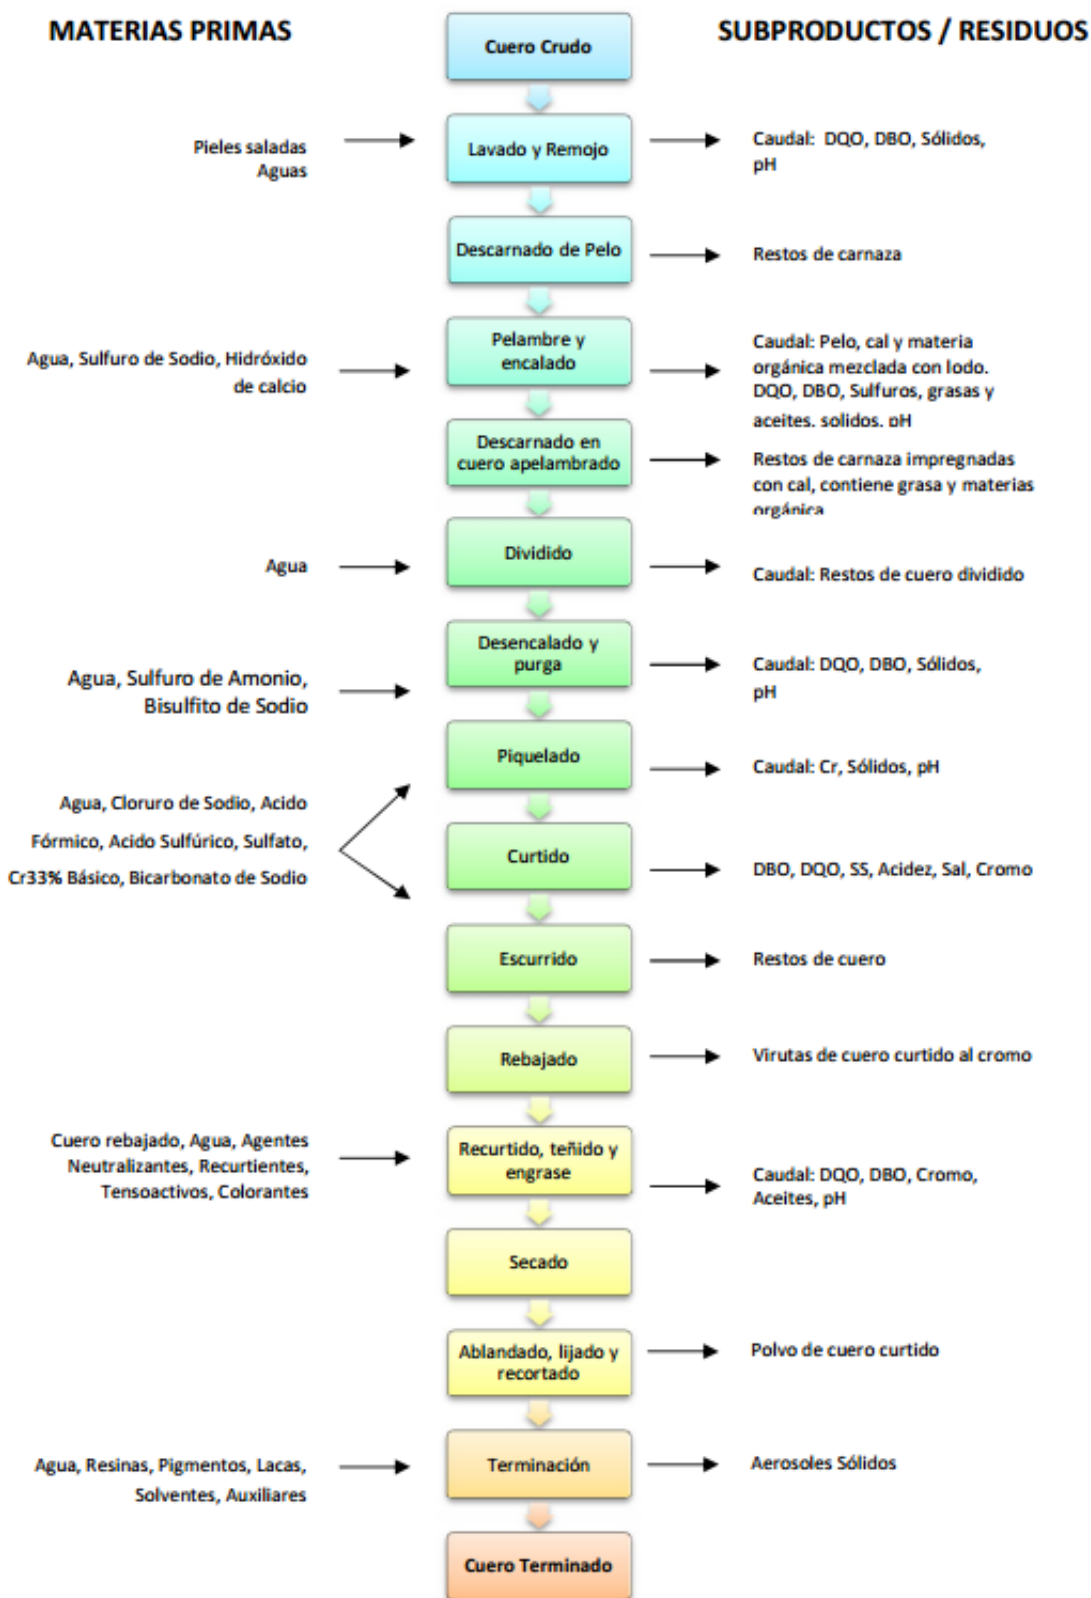 MATERIAS PRIMAS
SUBPRODUCTOS / RESIDUOS
Cuero Crudo
Pieles saladas
Aguas
Lavado y Remojo
Caudal: DQO, DBO, Sólidos,
pH
Descarnado de Pelo
Restos de carnaza
Agua, Sulfuro de Sodio, Hidróxido
de calcio
Pelambre y
encalado
Caudal: Pelo, cal y materia
orgánica mezclada con lodo.
DQO, DBO, Sulfuros, grasas y
aceites, solidos, pH
Descarnado en
cuero apelambrado
Restos de carnaza impregnadas
con cal, contiene grasa y materias
orgánica
Agua
Dividido
Caudal: Restos de cuero dividido
Agua, Sulfuro de Amonio,
Bisulfito de Sodio
Desencalado y
purga
Caudal: DQO, DBO, Sólidos,
pH
Piquelado
Caudal: Cr, Sólidos, pH
Agua, Cloruro de Sodio, Acido
Fórmico, Acido Sulfúrico, Sulfato,
Cr33% Básico, Bicarbonato de Sodio
Curtido
DBO, DQO, SS, Acidez, Sal, Cromo
Escurrido
Restos de cuero
Rebajado
Virutas de cuero curtido al cromo
Cuero rebajado, Agua, Agentes
Neutralizantes, Recurtientes,
Tensoactivos, Colorantes
Recurtido, teñido y
engrase
Caudal: DQO, DBO, Cromo,
Aceites, pH
Secado
Ablandado, lijado y
recortado
Polvo de cuero curtido
Agua, Resinas, Pigmentos, Lacas,
Solventes, Auxiliares
Terminación
Aerosoles Sólidos
Cuero Terminado